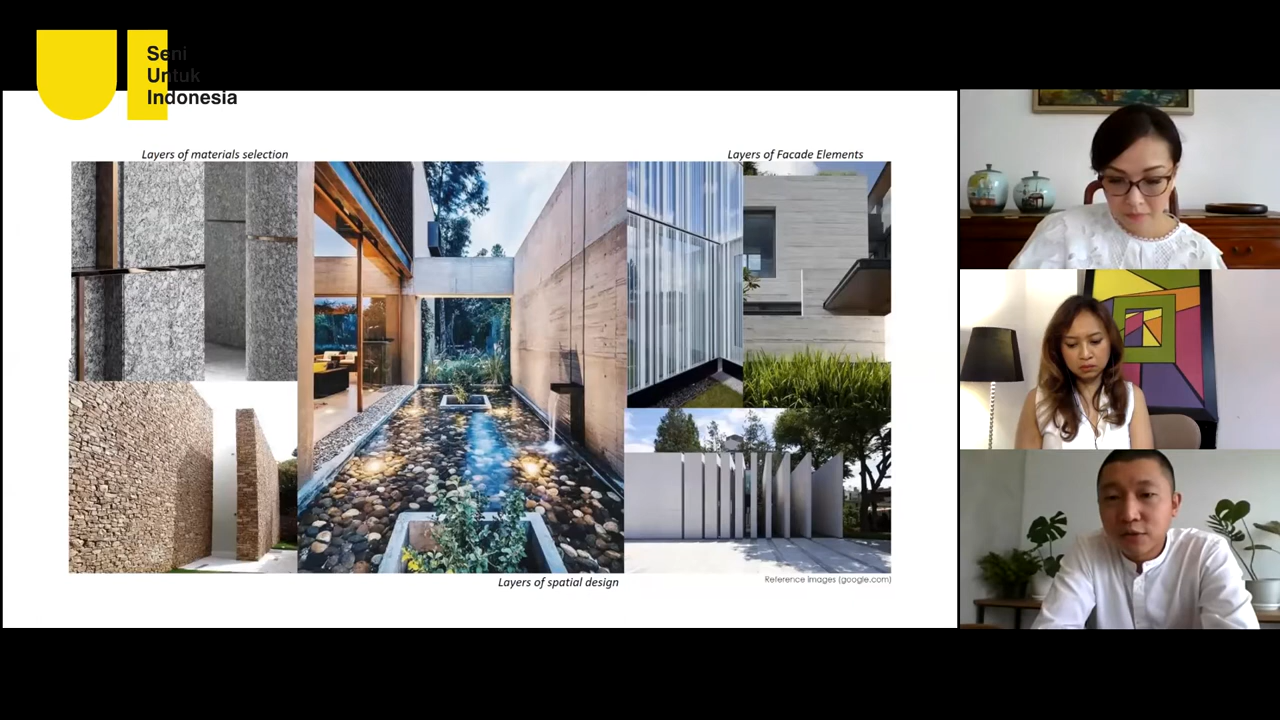 Seni
Untuk
Indonesia
Layers of materials selection
Layers of Facade Elements
Layers of spatial design
Reference images (google.com)